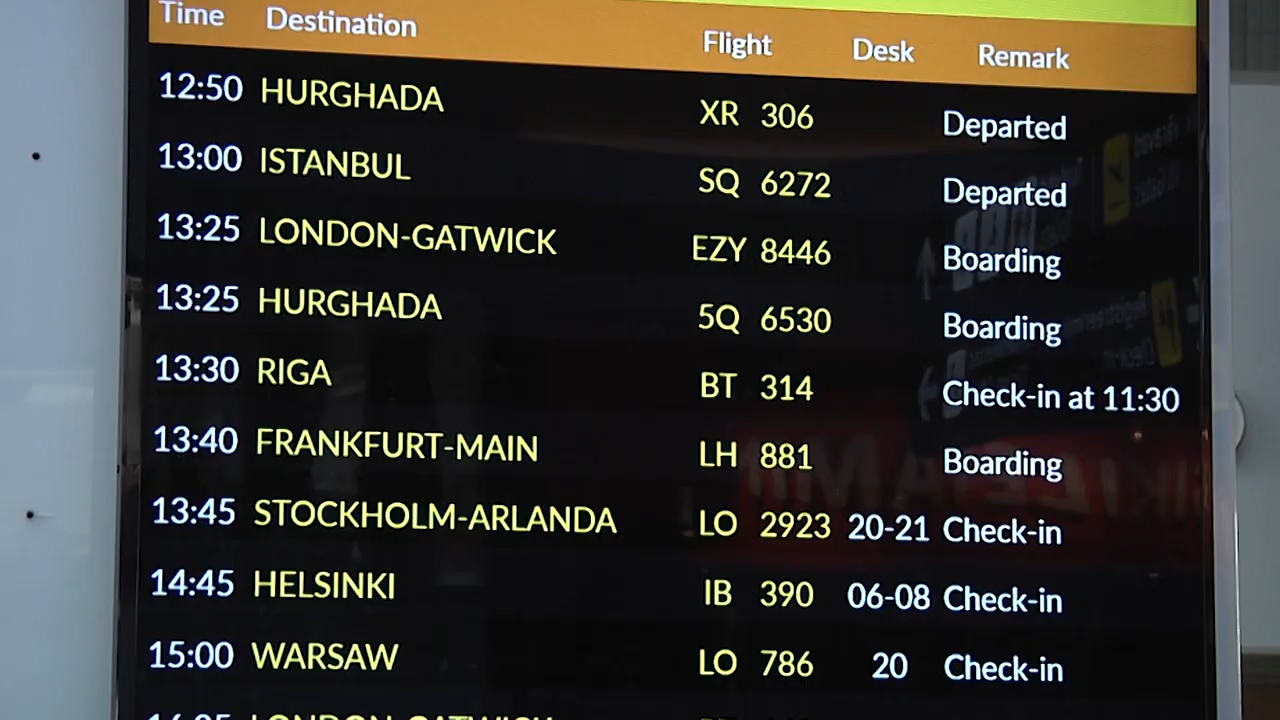 Time Destination Flight Desk Remark
12:50 HURGHADA XR 306 Departed
13:00 ISTANBUL SQ 6272 Departed
13:25 LONDON-GATWICK EZY 8446 Boarding
13:25 HURGHADA 5Q 6530 Boarding
13:30 RIGA BT 314 Check-in at 11:30
13:40 FRANKFURT-MAIN LH 881 Boarding
13:45 STOCKHOLM-ARLANDA LO 2923 20-21 Check-in
14:45 HELSINKI IB 390 06-08 Check-in
15:00 WARSAW LO 786 20 Check-in
LONDON-GATWICK